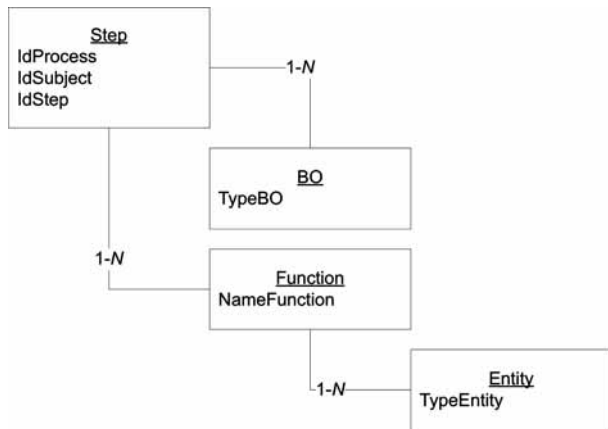 Step
IdProcess
IdSubject
IdStep
1-N
BO
TypeBO
1-N
Function
NameFunction
1-N
Entity
TypeEntity